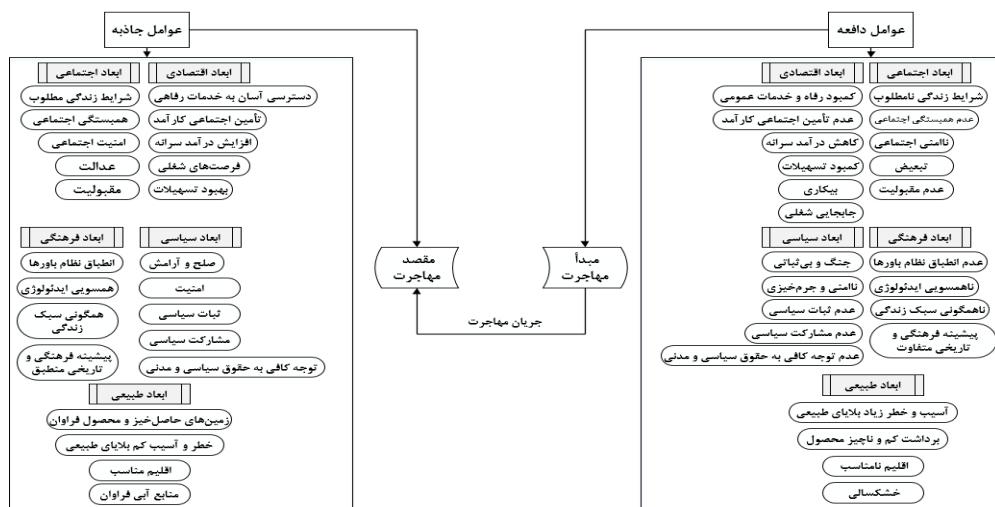 عوامل دافعه
ابعاد اجتماعی
شرایط زندگی نامطلوب
عدم همبستگی اجتماعی
ناامنی اجتماعی
تبعیض
عدم مقبولیت
ابعاد اقتصادی
کمبود رفاه و خدمات عمومی
عدم تأمین اجتماعی کارآمد
کاهش درآمد سرانه
کمبود تسهیلات
بیکاری
جابجایی شغلی
ابعاد فرهنگی
عدم انطباق نظام باورها
ناهمسویی ایدئولوژی
ناهمگونی سبک زندگی
پیشینه فرهنگی و
تاریخی متفاوت
ابعاد سیاسی
جنگ و بی‌ثباتی
ناامنی و جرم‌خیزی
عدم ثبات سیاسی
عدم مشارکت سیاسی
عدم توجه کافی به حقوق سیاسی و مدنی
ابعاد طبیعی
آسیب و خطر زیاد بلایای طبیعی
برداشت کم و ناچیز محصول
اقلیم نامناسب
خشکسالی
مبدأ
مهاجرت
جریان مهاجرت
مقصد
مهاجرت
عوامل جاذبه
ابعاد اقتصادی
دسترسی آسان به خدمات رفاهی
تأمین اجتماعی کارآمد
افزایش درآمد سرانه
فرصت‌های شغلی
بهبود تسهیلات
ابعاد اجتماعی
شرایط زندگی مطلوب
همبستگی اجتماعی
امنیت اجتماعی
عدالت
مقبولیت
ابعاد سیاسی
صلح و آرامش
امنیت
ثبات سیاسی
مشارکت سیاسی
توجه کافی به حقوق سیاسی و مدنی
ابعاد فرهنگی
انطباق نظام باورها
همسویی ایدئولوژی
همگونی سبک
زندگی
پیشینه فرهنگی و
تاریخی منطبق
ابعاد طبیعی
زمین‌های حاصل‌خیز و محصول فراوان
خطر و آسیب کم بلایای طبیعی
اقلیم مناسب
منابع آبی فراوان